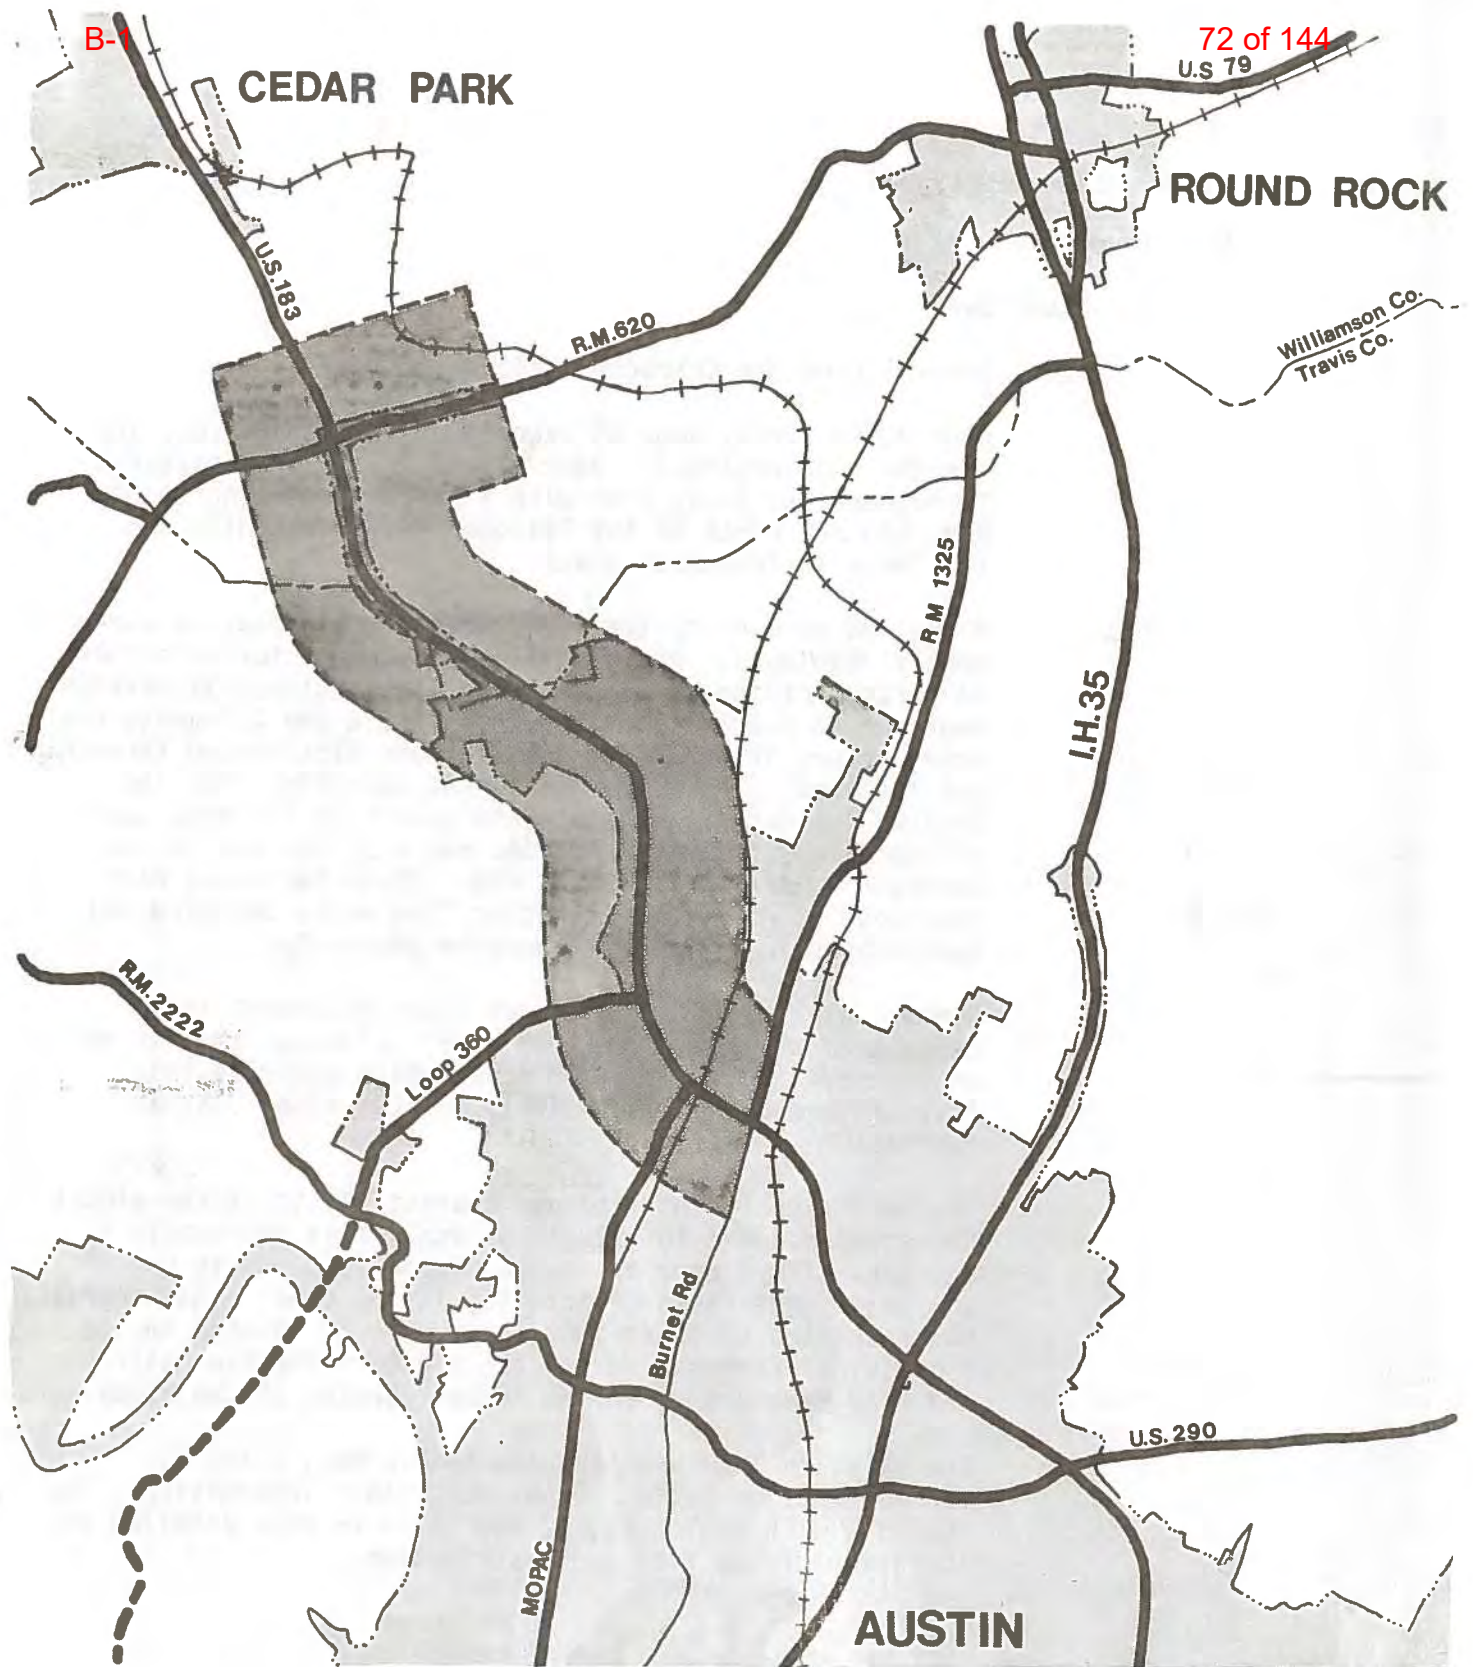 B-1
72 of 144
CEDAR PARK
U.S 79
ROUND ROCK
U.S.183
R.M.620
Williamson Co.
Travis Co.
R M 1325
I.H.35
R.M.2222
Loop 360
Burnet Rd
U.S.290
MOPAC
AUSTIN